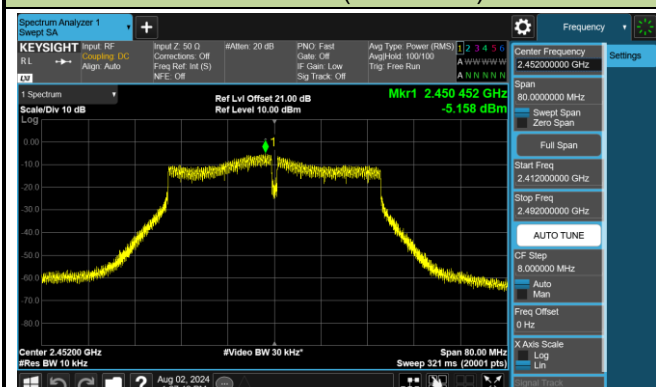 Spectrum Analyzer 1
Swept SA
Frequency
KEYSIGHT
RL
Input: RF
Coupling: DC
Align: Auto
Input Z: 50 Ω
Corrections: Off
Freq Ref: Int (S)
NFE: Off
#Atten: 20 dB
PNO: Fast
Gate: Off
IF Gain: Low
Sig Track: Off
Avg Type: Power (RMS)
Avg|Hold: 100/100
Trig: Free Run
1 2 3 4 5 6
A W W W W W
A N N N N N
LXI
1 Spectrum
Scale/Div 10 dB
Ref Lvl Offset 21.00 dB
Ref Level 10.00 dBm
Mkr1 2.450 452 GHz
-5.158 dBm
Log
1
0.00
-10.0
-20.0
-30.0
-40.0
-50.0
-60.0
-70.0
-80.0
Center 2.45200 GHz
#Res BW 10 kHz
#Video BW 30 kHz*
Span 80.00 MHz
Sweep 321 ms (20001 pts)
Aug 02, 2024
Center Frequency
2.452000000 GHz
Settings
Span
80.0000000 MHz
Swept Span
Zero Span
Full Span
Start Freq
2.412000000 GHz
Stop Freq
2.492000000 GHz
AUTO TUNE
CF Step
8.000000 MHz
Auto
Man
Freq Offset
0 Hz
X Axis Scale
Log
Lin
Signal Track